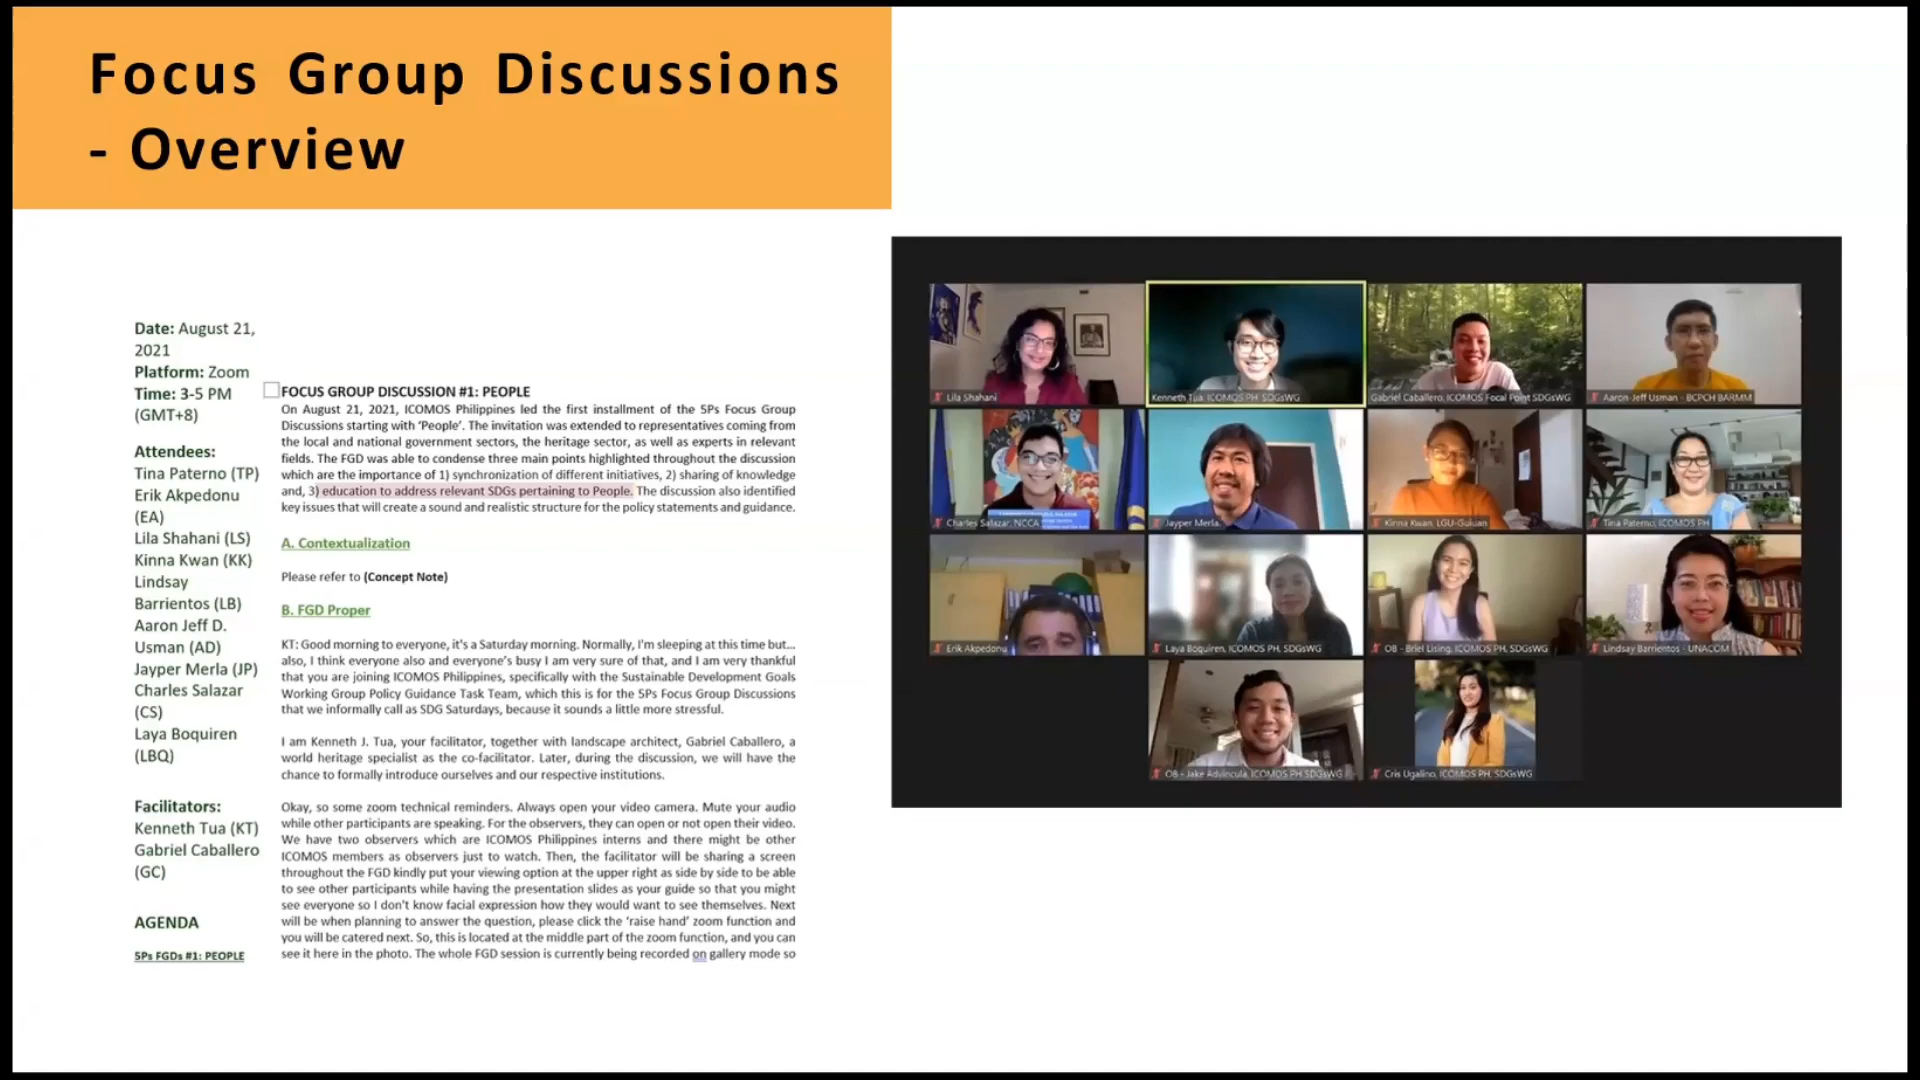 Focus Group Discussions
- Overview
Date: August 21,
2021
Platform: Zoom
Time: 3-5 PM
(GMT+8)
Attendees:
Tina Paterno (TP)
Erik Akpedonu
(EA)
Lila Shahani (LS)
Kinna Kwan (KK)
Lindsay
Barrientos (LB)
Aaron Jeff D.
Usman (AD)
Jayper Merla (JP)
Charles Salazar
(CS)
Laya Boquiren
(LBQ)
Facilitators:
Kenneth Tua (KT)
Gabriel Caballero
(GC)
AGENDA
5Ps FGDs #1: PEOPLE
FOCUS GROUP DISCUSSION #1: PEOPLE
On August 21, 2021, ICOMOS Philippines led the first installment of the 5Ps Focus Group
Discussions starting with ‘People’. The invitation was extended to representatives coming from
the local and national government sectors, the heritage sector, as well as experts in relevant
fields. The FGD was able to condense three main points highlighted throughout the discussion
which are the importance of 1) synchronization of different initiatives, 2) sharing of knowledge
and, 3) education to address relevant SDGs pertaining to People. The discussion also identified
key issues that will create a sound and realistic structure for the policy statements and guidance.
A. Contextualization
Please refer to (Concept Note)
B. FGD Proper
KT: Good morning to everyone, it's a Saturday morning. Normally, I'm sleeping at this time but...
also, I think everyone also and everyone's busy I am very sure of that, and I am very thankful
that you are joining ICOMOS Philippines, specifically with the Sustainable Development Goals
Working Group Policy Guidance Task Team, which this is for the 5Ps Focus Group Discussions
that we informally call as SDG Saturdays, because it sounds a little more stressful.
I am Kenneth J. Tua, your facilitator, together with landscape architect, Gabriel Caballero, a
world heritage specialist as the co-facilitator. Later, during the discussion, we will have the
chance to formally introduce ourselves and our respective institutions.
Okay, so some zoom technical reminders. Always open your video camera. Mute your audio
while other participants are speaking. For the observers, they can open or not open their video.
We have two observers which are ICOMOS Philippines interns and there might be other
ICOMOS members as observers just to watch. Then, the facilitator will be sharing a screen
throughout the FGD kindly put your viewing option at the upper right as side by side to be able
to see other participants while having the presentation slides as your guide so that you might
see everyone so I don't know facial expression how they would want to see themselves. Next
will be when planning to answer the question, please click the ‘raise hand’ zoom function and
you will be catered next. So, this is located at the middle part of the zoom function, and you can
see it here in the photo. The whole FGD session is currently being recorded on gallery mode so
Lila Shahani
Kenneth Tua, ICOMOS PH, SDGsWG
Gabriel Caballero, ICOMOS Focal Point SDGsWG
Aaron-Jeff Usman - BCPCH BARMM
Charles Salazar, NCCA
Jayper Merla,
Kinna Kwan, LGU-Guiuan
Tina Paterno, ICOMOS PH
Erik Akpedonu
Laya Boquiren, ICOMOS PH, SDGsWG
OB - Briel Lising, ICOMOS PH, SDGsWG
Lindsay Barrientos - UNACOM
OB - Jake Advincula, ICOMOS PH SDGsWG
Cris Ugalino, ICOMOS PH, SDGsWG